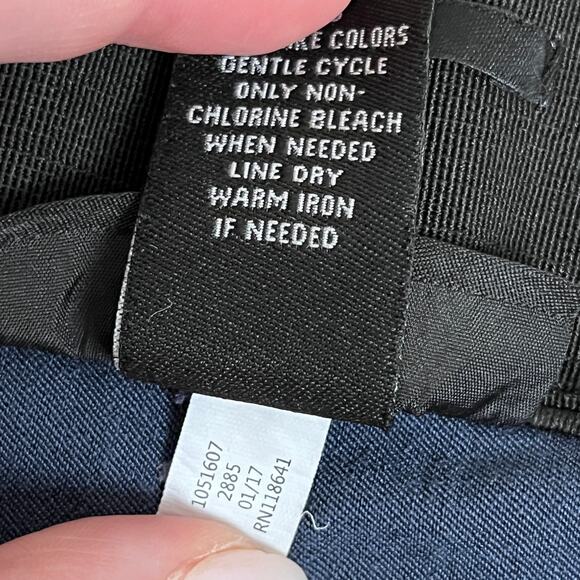 COLORS
GENTLE CYCLE
ONLY NON-
CHLORINE BLEACH
WHEN NEEDED
LINE DRY
WARM IRON
IF NEEDED
1051607
2885
01/17
RN118641